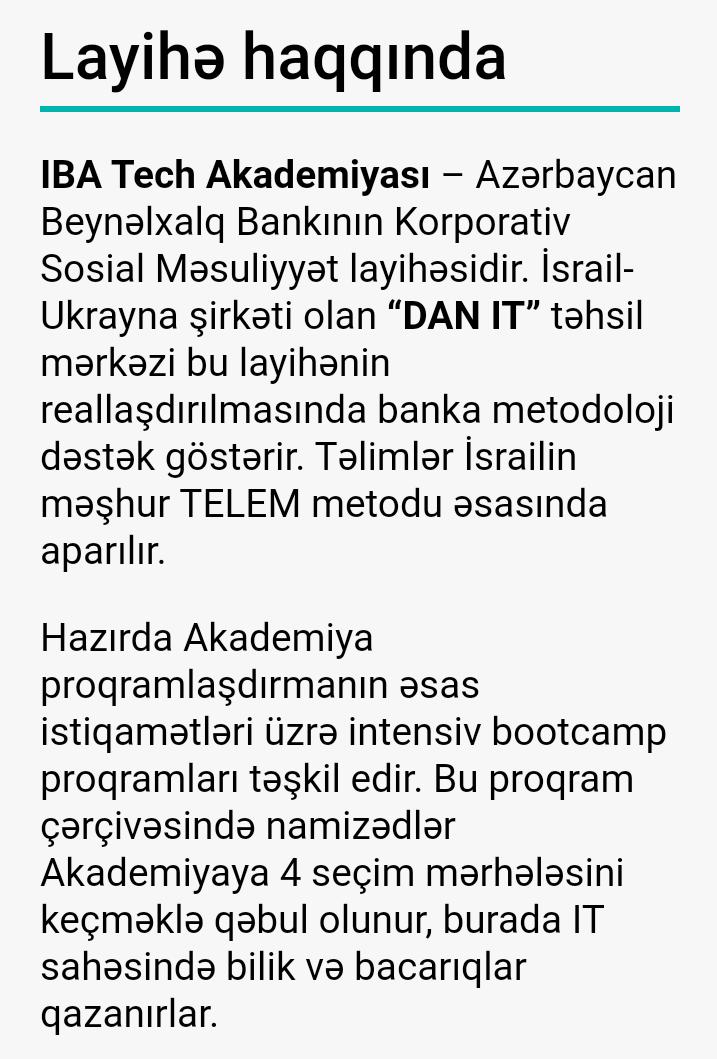 Layihə haqqında
IBA Tech Akademiyası – Azərbaycan
Beynəlxalq Bankının Korporativ
Sosial Məsuliyyət layihəsidir. İsrail-
Ukrayna şirkəti olan “DAN IT” təhsil
mərkəzi bu layihənin
reallaşdırılmasında banka metodoloji
dəstək göstərir. Təlimlər İsrailin
məşhur TELEM metodu əsasında
aparılır.
Hazırda Akademiya
proqramlaşdırmanın əsas
istiqamətləri üzrə intensiv bootcamp
proqramları təşkil edir. Bu proqram
çərçivəsində namizədlər
Akademiyaya 4 seçim mərhələsini
keçməklə qəbul olunur, burada IT
sahəsində bilik və bacarıqlar
qazanırlar.